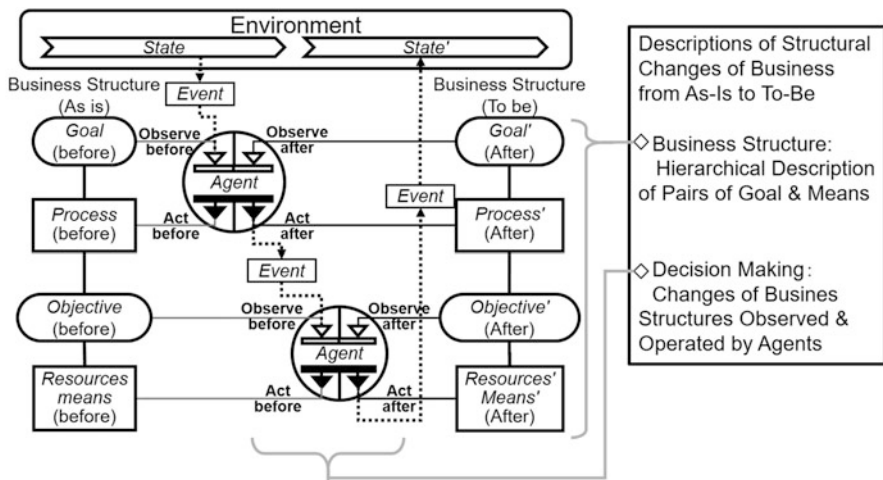 Environment
State
State'
Business Structure
(As is)
Event
Business Structure
(To be)
Goal
(before)
Observe
before
Observe
after
Goal'
(After)
Agent
Event
Process
(before)
Act
before
Act
after
Process'
(After)
Event
Objective
(before)
Observe
before
Observe
after
Objective'
(After)
Agent
Resources
means
(before)
Act
before
Act
after
Resources'
Means'
(After)
Descriptions of Structural
Changes of Business
from As-Is to To-Be
Business Structure:
Hierarchical Description
of Pairs of Goal & Means
Decision Making:
Changes of Busines
Structures Observed &
Operated by Agents